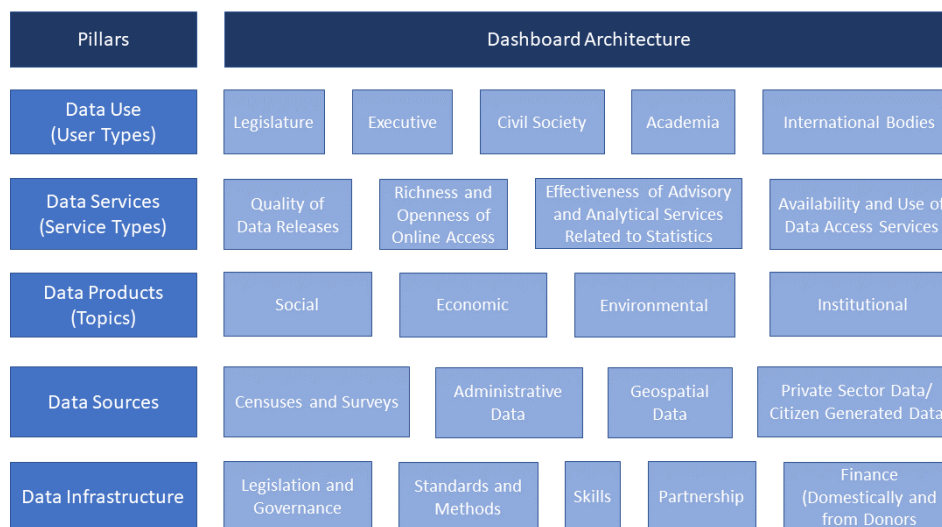 Pillars
Dashboard Architecture
Data Use
(User Types)
Legislature
Executive
Civil Society
Academia
International Bodies
Data Services
(Service Types)
Quality of
Data Releases
Richness and
Openness of
Online Access
Effectiveness of Advisory
and Analytical Services
Related to Statistics
Availability and Use of
Data Access Services
Data Products
(Topics)
Social
Economic
Environmental
Institutional
Data Sources
Censuses and Surveys
Administrative
Data
Geospatial
Data
Private Sector Data/
Citizen Generated Data
Data Infrastructure
Legislation and
Governance
Standards and
Methods
Skills
Partnership
Finance
(Domestically and
from Donors